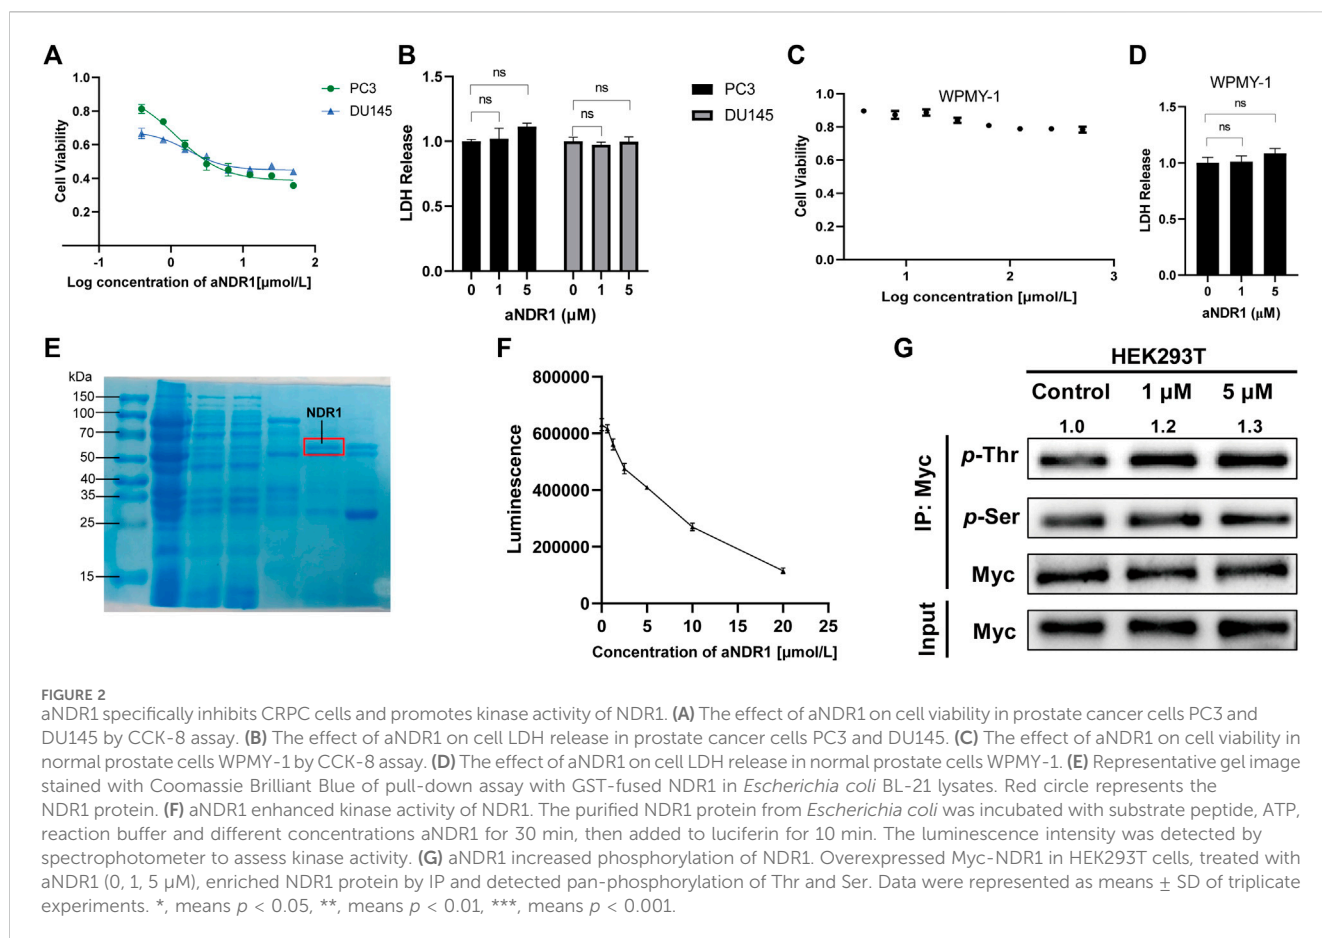 A
Cell Viability
1.0
0.8
0.6
0.4
0.2
-1
0
1
2
Log concentration of aNDR1[µmol/L]
PC3
DU145
B
LDH Release
1.5
1.0
0.5
0.0
ns
ns
ns
ns
0
1
5
0
1
5
aNDR1 (µM)
PC3
DU145
C
WPMY-1
Cell Viability
1.0
0.8
0.6
0.4
0.2
0.0
1
2
3
Log concentration [µmol/L]
D
WPMY-1
LDH Release
1.5
1.0
0.5
0.0
ns
ns
0
1
5
aNDR1 (µM)
E
kDa
150
100
70
50
40
35
25
15
NDR1
F
Luminescence
800000
600000
400000
200000
0
0
5
10
15
20
25
Concentration of aNDR1 [µmol/L]
G
HEK293T
Control 1 µM 5 µM
1.0 1.2 1.3
IP: Myc
p-Thr
p-Ser
Myc
Input
Myc
FIGURE 2
aNDR1 specifically inhibits CRPC cells and promotes kinase activity of NDR1. (A) The effect of aNDR1 on cell viability in prostate cancer cells PC3 and
DU145 by CCK-8 assay. (B) The effect of aNDR1 on cell LDH release in prostate cancer cells PC3 and DU145. (C) The effect of aNDR1 on cell viability in
normal prostate cells WPMY-1 by CCK-8 assay. (D) The effect of aNDR1 on cell LDH release in normal prostate cells WPMY-1. (E) Representative gel image
stained with Coomassie Brilliant Blue of pull-down assay with GST-fused NDR1 in Escherichia coli BL-21 lysates. Red circle represents the
NDR1 protein. (F) aNDR1 enhanced kinase activity of NDR1. The purified NDR1 protein from Escherichia coli was incubated with substrate peptide, ATP,
reaction buffer and different concentrations aNDR1 for 30 min, then added to luciferin for 10 min. The luminescence intensity was detected by
spectrophotometer to assess kinase activity. (G) aNDR1 increased phosphorylation of NDR1. Overexpressed Myc-NDR1 in HEK293T cells, treated with
aNDR1 (0, 1, 5 µM), enriched NDR1 protein by IP and detected pan-phosphorylation of Thr and Ser. Data were represented as means ± SD of triplicate
experiments. *, means p < 0.05, **, means p < 0.01, ***, means p < 0.001.